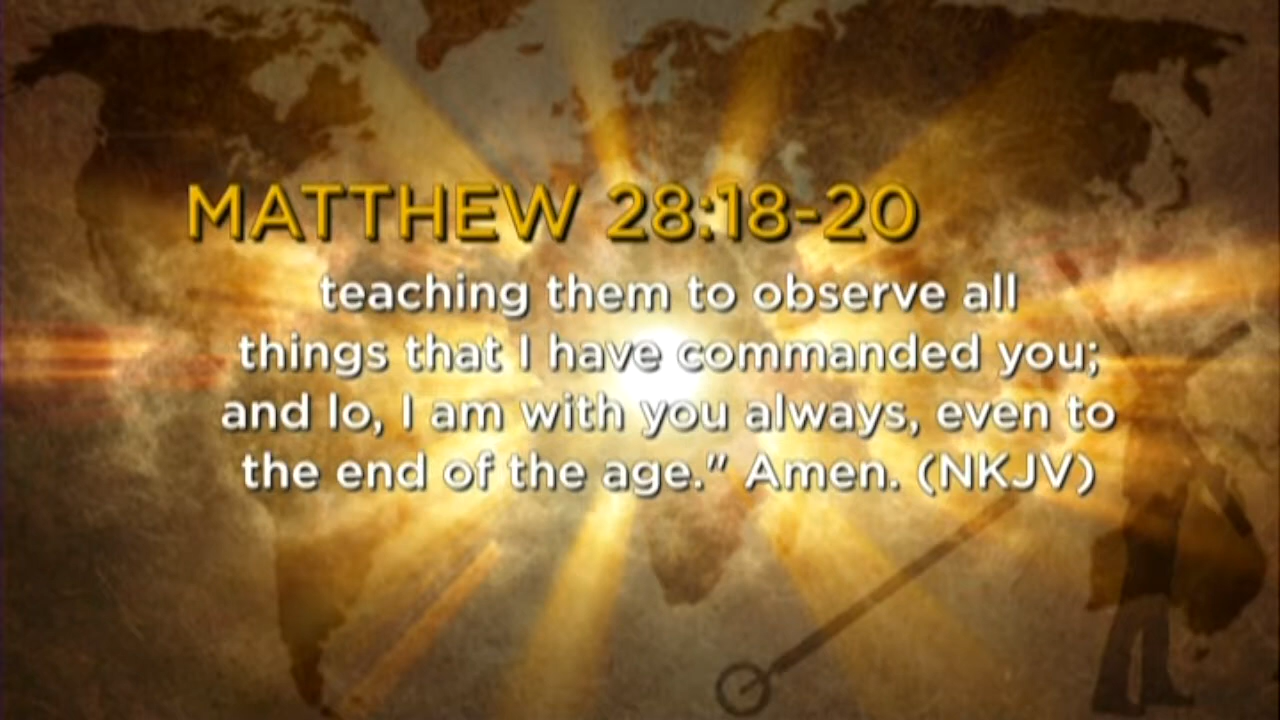 MATTHEW 28:18-20
teaching them to observe all
things that I have commanded you;
and lo, I am with you always, even to
the end of the age." Amen. (NKJV)